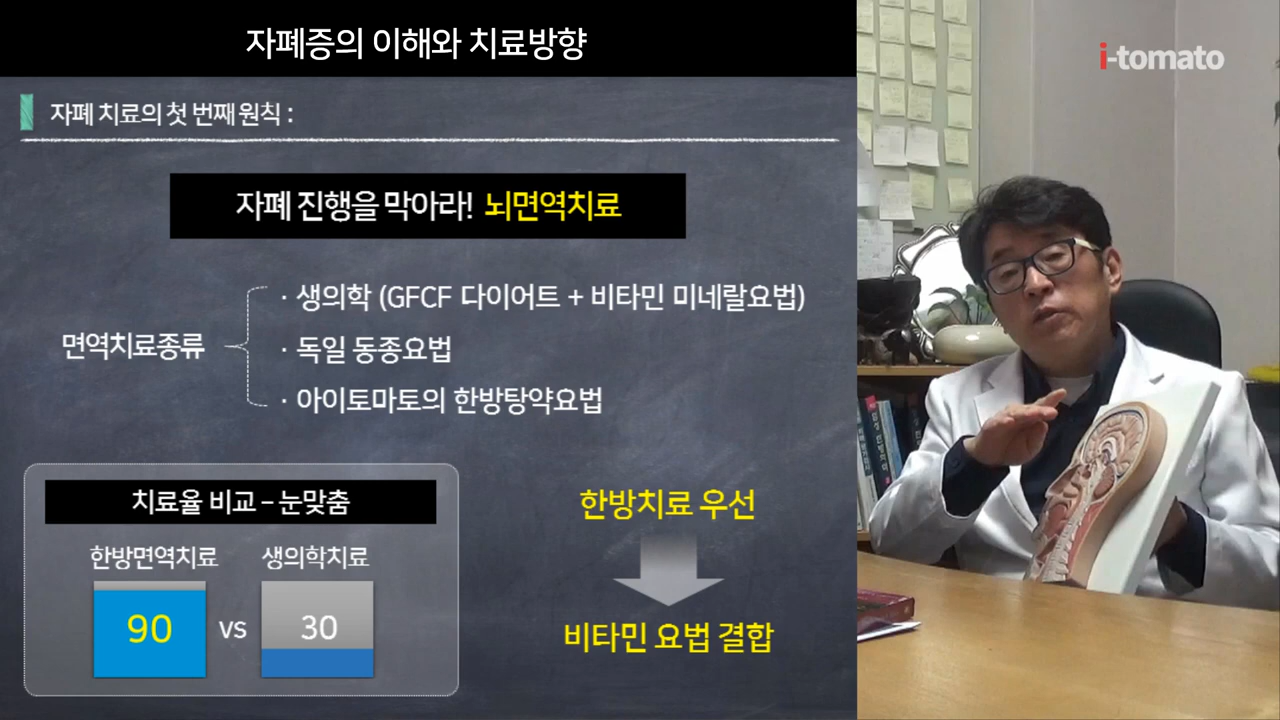 자폐증의 이해와 치료방향
i-tomato
자폐 치료의 첫 번째 원칙 :
자폐 진행을 막아라! 뇌면역치료
면역치료종류
· 생의학 (GFCF 다이어트 + 비타민 미네랄요법)
· 독일 동종요법
· 아이토마토의 한방탕약요법
치료율 비교 – 눈맞춤
한방면역치료
생의학치료
90
vs
30
한방치료 우선
비타민 요법 결합